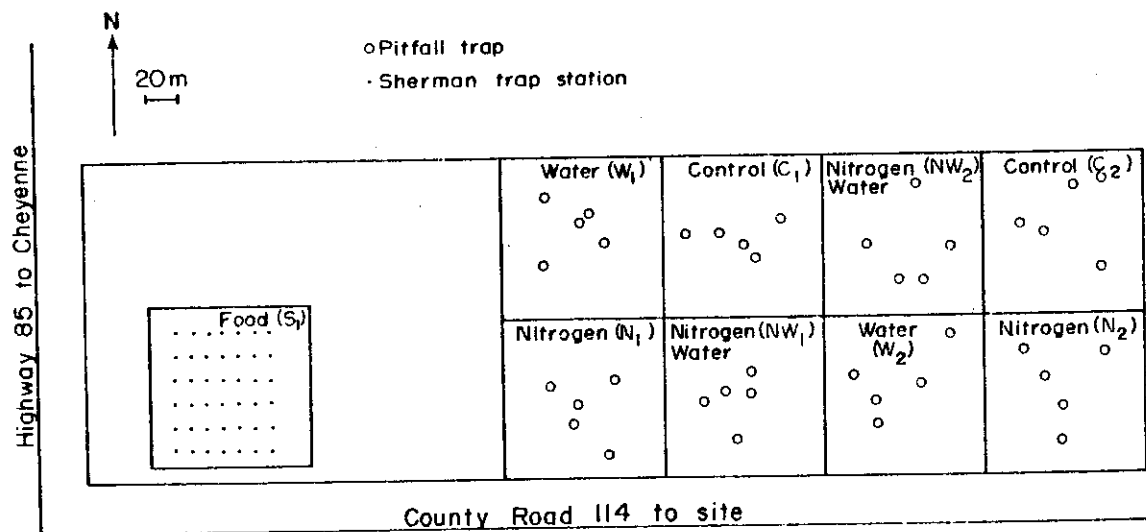 N
20m
○ Pitfall trap
· Sherman trap station
Highway 85 to Cheyenne
Water (W₁)
Control (C₁)
Nitrogen (NW₂)
Water
Control (C₂)
Food (S₁)
Nitrogen (N₁)
Nitrogen (NW₁)
Water
Water
(W₂)
Nitrogen (N₂)
County Road 114 to site